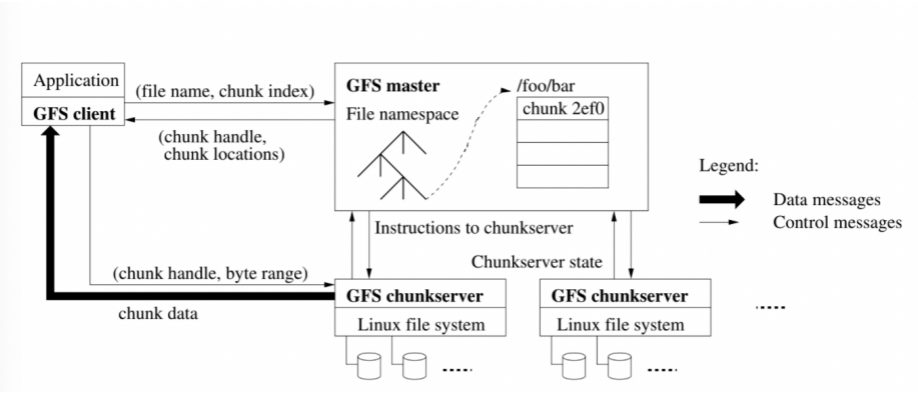 Application
GFS client
(file name, chunk index)
(chunk handle,
chunk locations)
GFS master
File namespace
/foo/bar
chunk 2ef0
Legend:
Data messages
Control messages
Instructions to chunkserver
Chunkserver state
(chunk handle, byte range)
chunk data
GFS chunkserver
Linux file system
GFS chunkserver
Linux file system